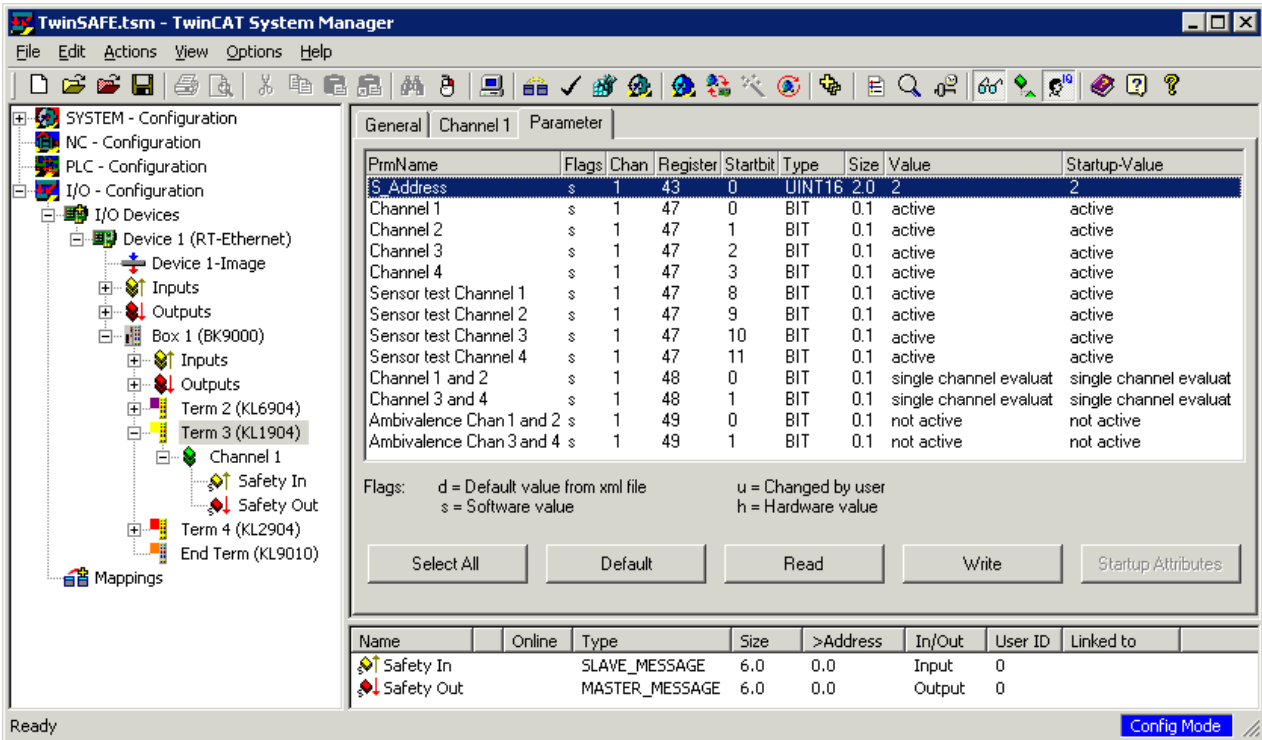 TwinSAFE.tsm - TwinCAT System Manager
File Edit Actions View Options Help
SYSTEM - Configuration
NC - Configuration
PLC - Configuration
I/O - Configuration
I/O Devices
Device 1 (RT-Ethernet)
Device 1-Image
Inputs
Outputs
Box 1 (BK9000)
Inputs
Outputs
Term 2 (KL6904)
Term 3 (KL1904)
Channel 1
Safety In
Safety Out
Term 4 (KL2904)
End Term (KL9010)
Mappings
General Channel 1 Parameter
PrmName Flags Chan Register Startbit Type Size Value Startup-Value
S_Address s 1 43 0 UINT16 2.0 2 2
Channel 1 s 1 47 0 BIT 0.1 active active
Channel 2 s 1 47 1 BIT 0.1 active active
Channel 3 s 1 47 2 BIT 0.1 active active
Channel 4 s 1 47 3 BIT 0.1 active active
Sensor test Channel 1 s 1 47 8 BIT 0.1 active active
Sensor test Channel 2 s 1 47 9 BIT 0.1 active active
Sensor test Channel 3 s 1 47 10 BIT 0.1 active active
Sensor test Channel 4 s 1 47 11 BIT 0.1 active active
Channel 1 and 2 s 1 48 0 BIT 0.1 single channel evaluat single channel evaluat
Channel 3 and 4 s 1 48 1 BIT 0.1 single channel evaluat single channel evaluat
Ambivalence Chan 1 and 2 s 1 49 0 BIT 0.1 not active not active
Ambivalence Chan 3 and 4 s 1 49 1 BIT 0.1 not active not active
Flags: d = Default value from xml file u = Changed by user
s = Software value h = Hardware value
Select All Default Read Write Startup Attributes
Name Online Type Size >Address In/Out User ID Linked to
Safety In SLAVE_MESSAGE 6.0 0.0 Input 0
Safety Out MASTER_MESSAGE 6.0 0.0 Output 0
Ready Config Mode